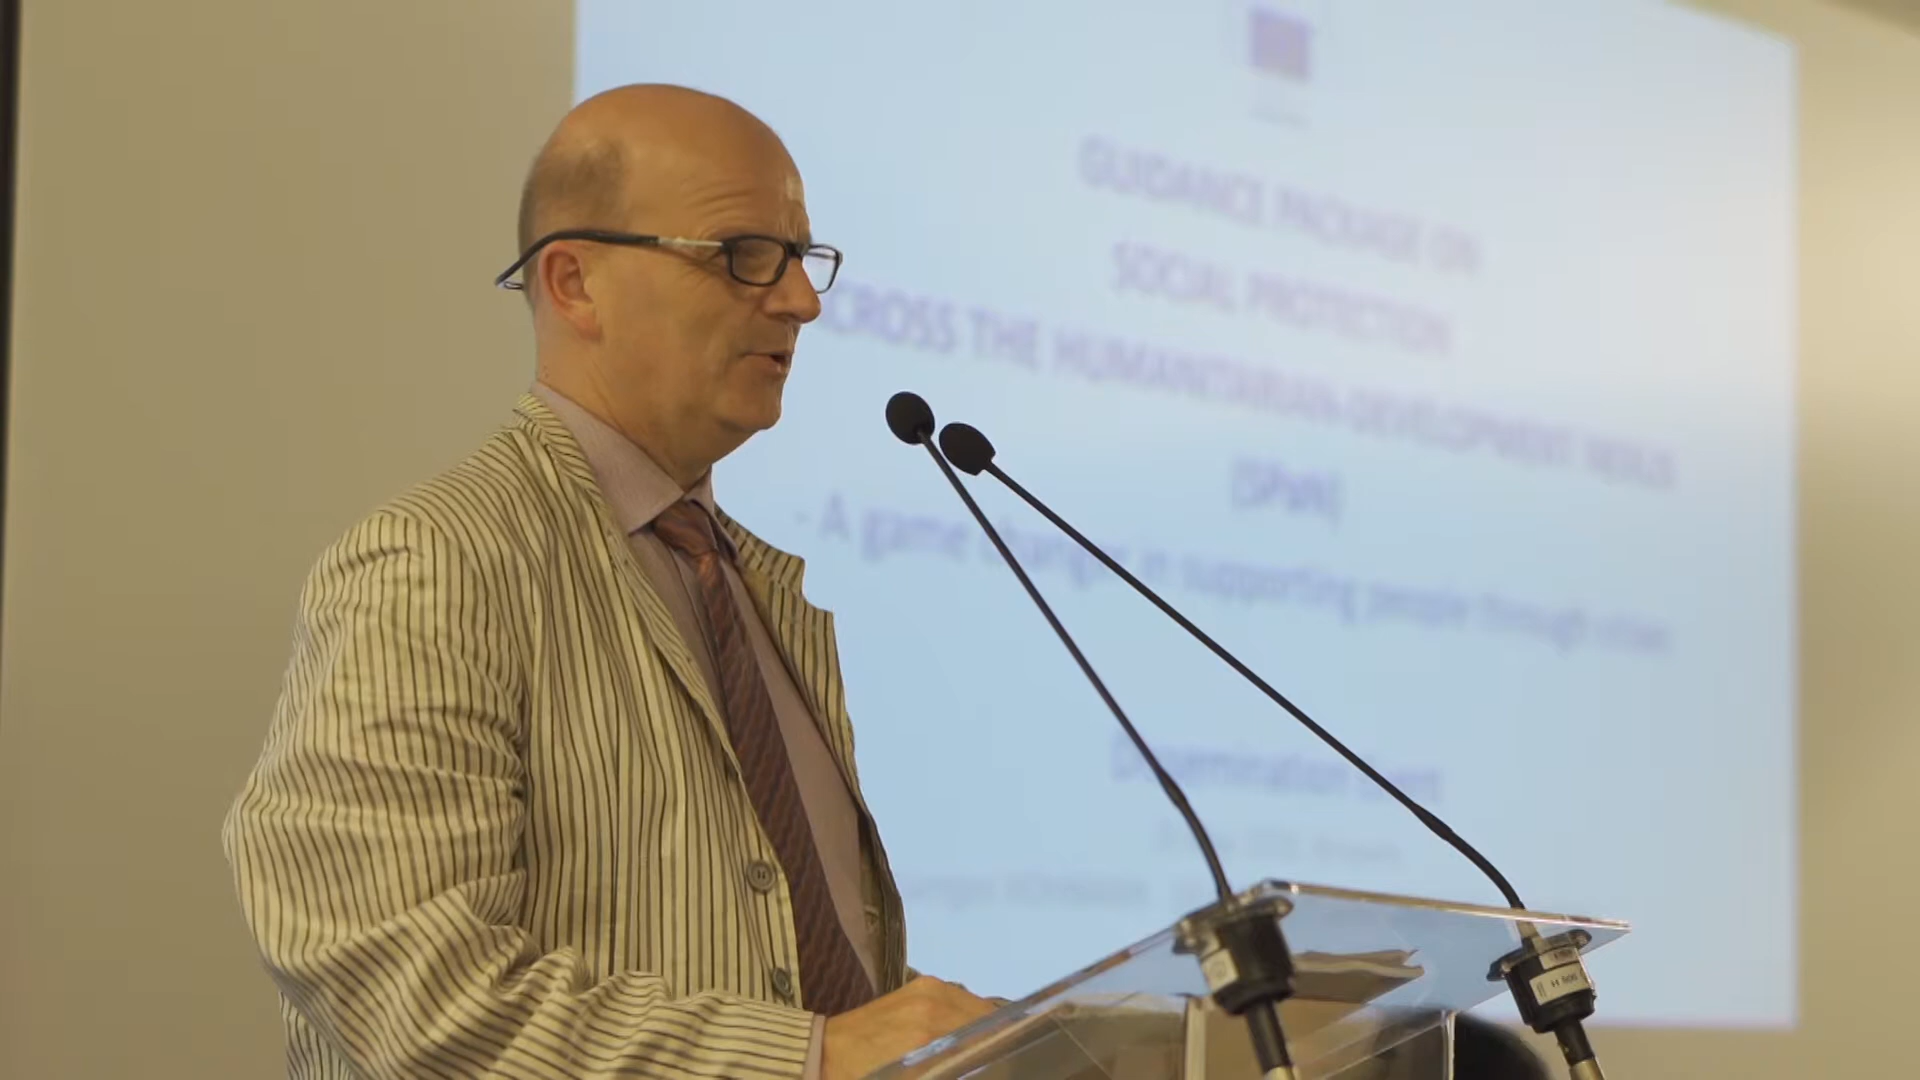 GUIDANCE PACKAGE ON
SOCIAL PROTECTION
CROSS THE HUMANITARIAN-DEVELOPMENT NEXUS
(SPaN)
- A game changer in supporting people through crises
Dissemination Event